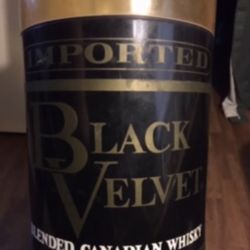 IMPORTED
BLACK
VELVET
BLENDED CANADIAN WHISKY